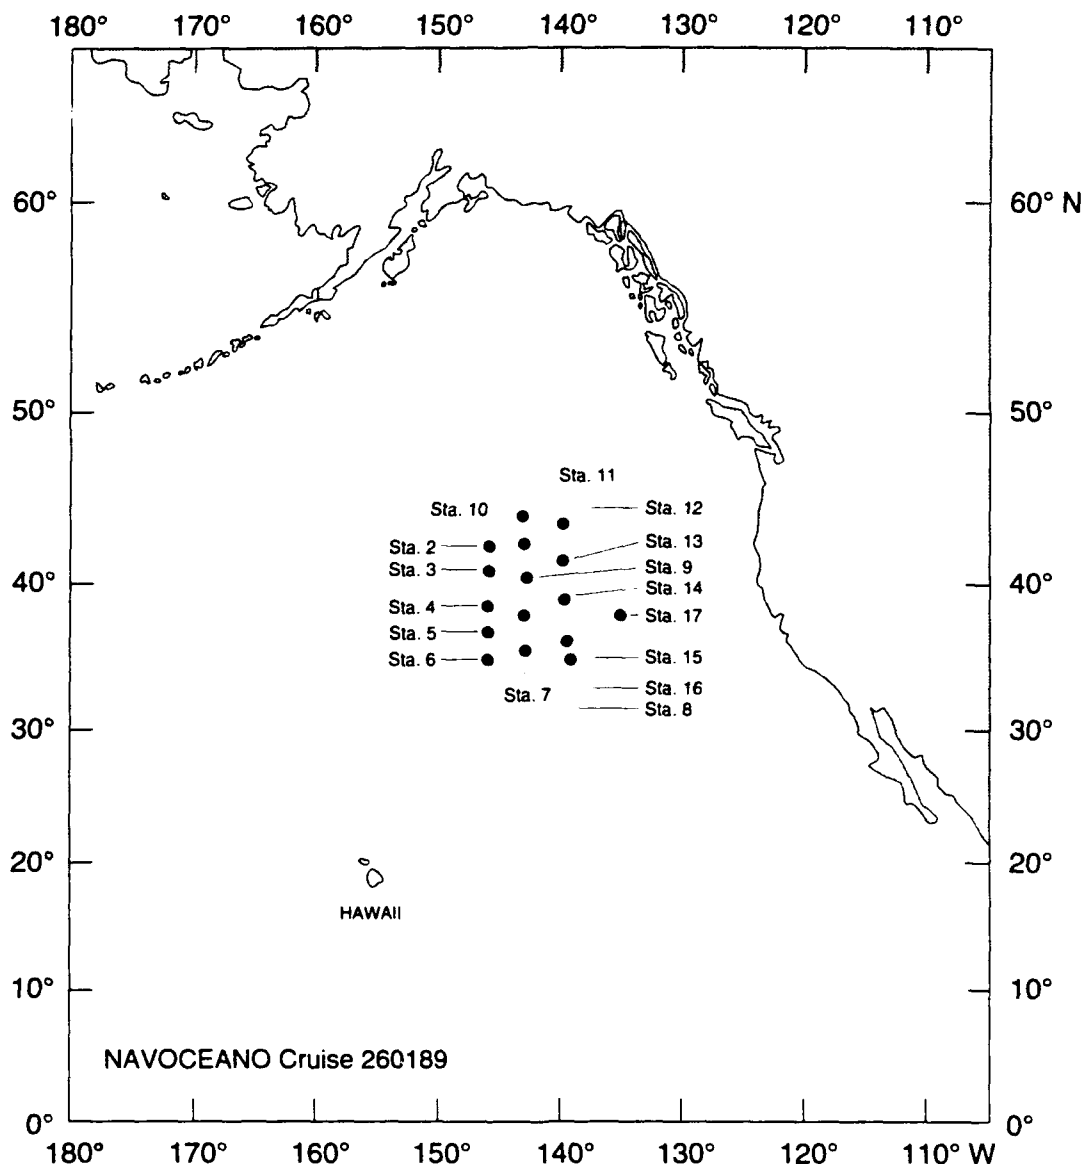 180° 160° 150° 140° 130° 120° 110°
60° 60° N
50° 50°
Sta. 11
Sta. 10 Sta. 12
Sta. 2 Sta. 13
Sta. 3 Sta. 9
40° 40°
Sta. 14
Sta. 4 Sta. 17
Sta. 5
Sta. 6 Sta. 15
Sta. 7 Sta. 16
Sta. 8
30° 30°
20° 20°
HAWAII
10° 10°
NAVOCEANO Cruise 260189
0° 0°
180° 170° 160° 150° 140° 130° 120° 110° W